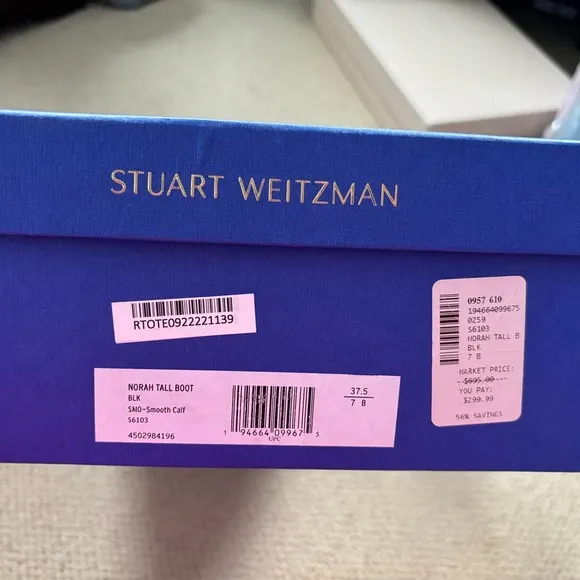 STUART WEITZMAN
RTOTE0922221139
NORAH TALL BOOT
BLK
SMO-Smooth Calf
S6103
4502984196
1 94664 09967 5
UPC
37.5
7 B
0957 610
194664099675
0259
S6103
NORAH TALL B
BLK
7 B
MARKET PRICE:
$695.00
YOU PAY:
$299.99
56% SAVINGS